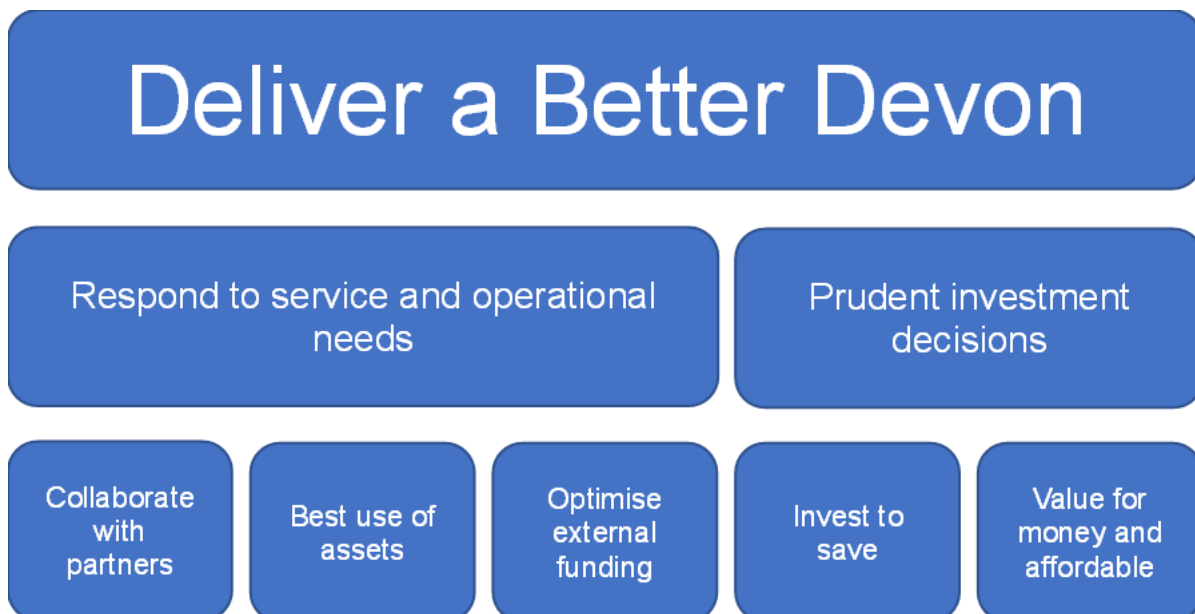 Deliver a Better Devon
Respond to service and operational
needs
Prudent investment
decisions
Collaborate
with
partners
Best use of
assets
Optimise
external
funding
Invest to
save
Value for
money and
affordable